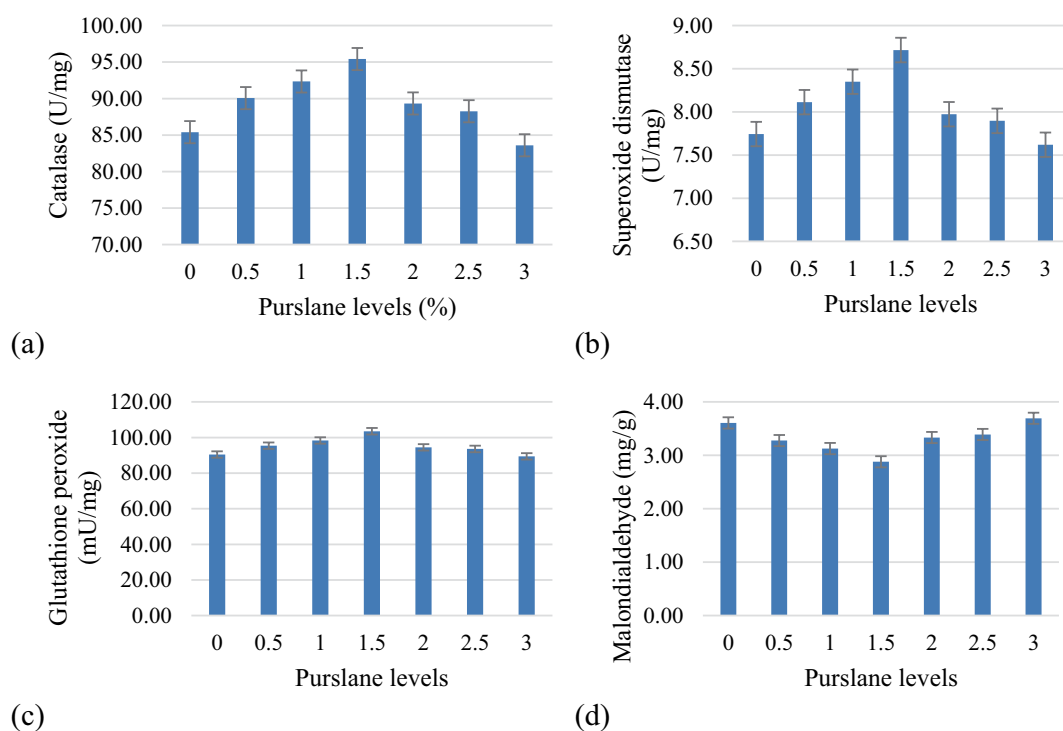 Catalase (U/mg)
100.00
95.00
90.00
85.00
80.00
75.00
70.00
0 0.5 1 1.5 2 2.5 3
Purslane levels (%)
(a)
Superoxide dismutase
(U/mg)
9.00
8.50
8.00
7.50
7.00
6.50
0 0.5 1 1.5 2 2.5 3
Purslane levels
(b)
Glutathione peroxide
(mU/mg)
120.00
100.00
80.00
60.00
40.00
20.00
0.00
0 0.5 1 1.5 2 2.5 3
Purslane levels
(c)
Malondialdehyde (mg/g)
4.00
3.00
2.00
1.00
0.00
0 0.5 1 1.5 2 2.5 3
Purslane levels
(d)